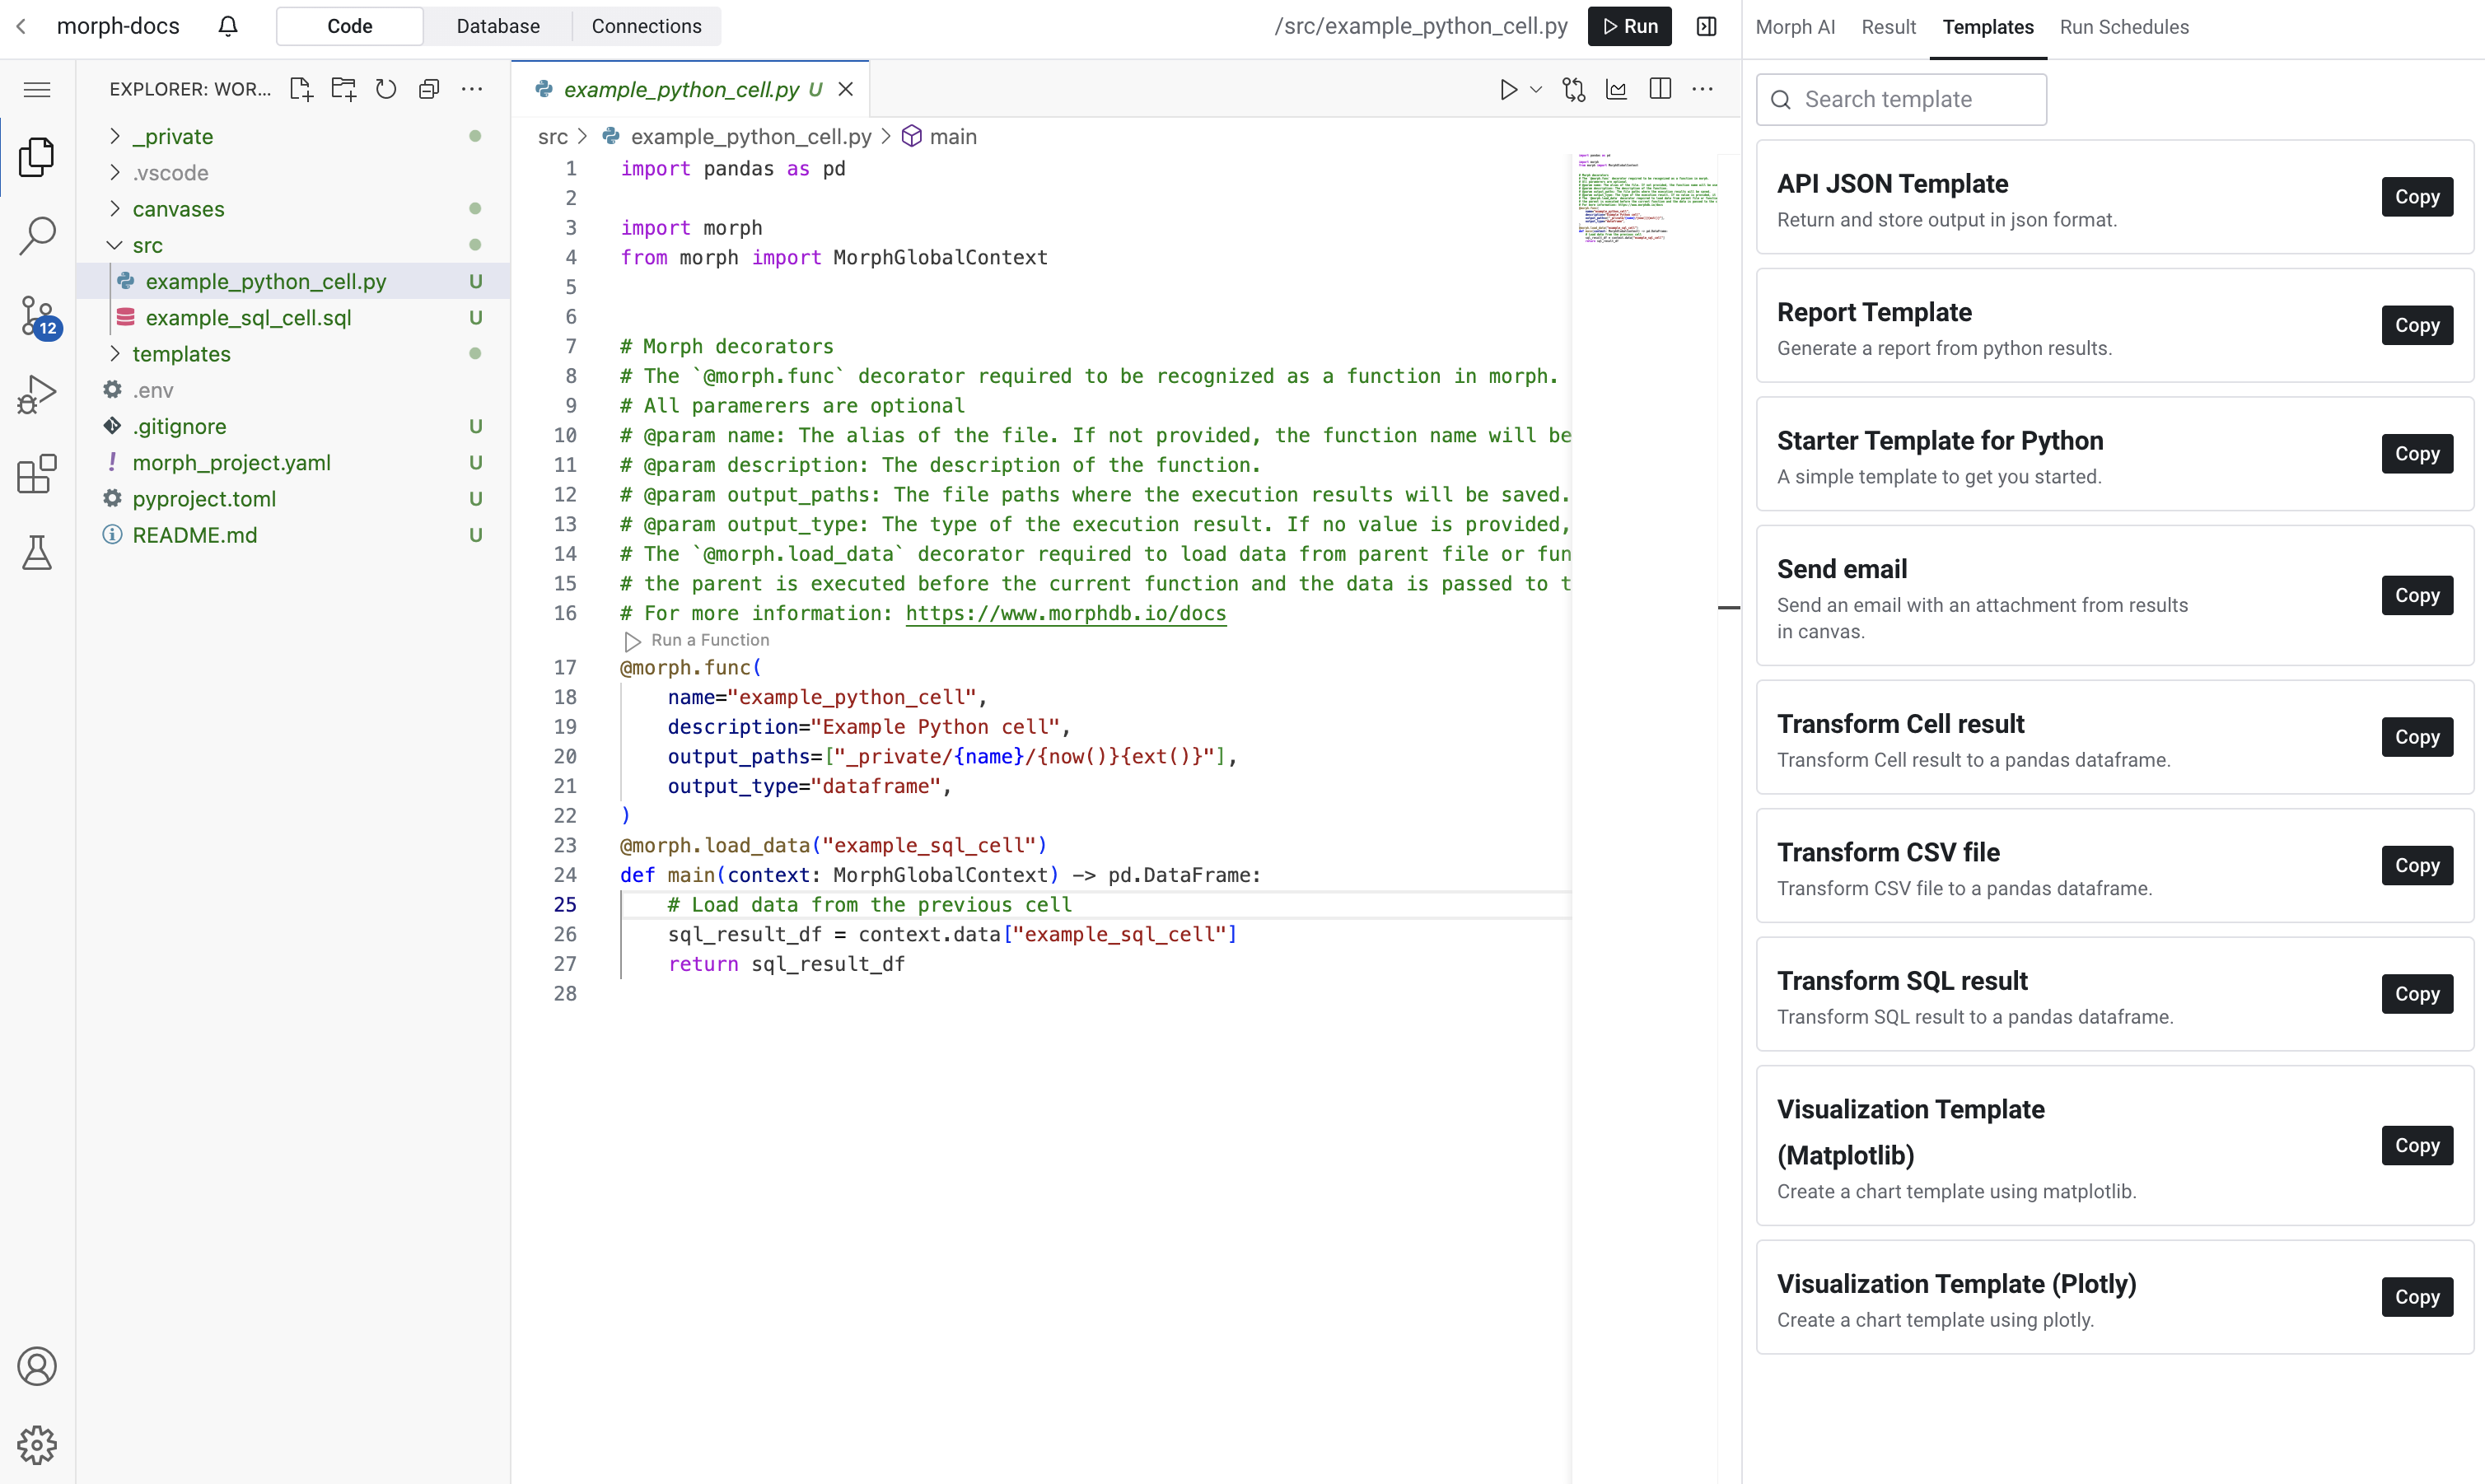 morph-docs
Code
Database
Connections
/src/example_python_cell.py
Run
Morph AI
Result
Templates
Run Schedules
EXPLORER: WOR...
_private
.vscode
canvases
src
example_python_cell.py U
example_sql_cell.sql U
templates
.env
.gitignore U
morph_project.yaml U
pyproject.toml U
README.md U
12
example_python_cell.py U
src > example_python_cell.py > main
1 import pandas as pd
2
3 import morph
4 from morph import MorphGlobalContext
5
6
7 # Morph decorators
8 # The `@morph.func` decorator required to be recognized as a function in morph.
9 # All paramerers are optional
10 # @param name: The alias of the file. If not provided, the function name will be
11 # @param description: The description of the function.
12 # @param output_paths: The file paths where the execution results will be saved.
13 # @param output_type: The type of the execution result. If no value is provided,
14 # The `@morph.load_data` decorator required to load data from parent file or fun
15 # the parent is executed before the current function and the data is passed to t
16 # For more information: https://www.morphdb.io/docs
Run a Function
17 @morph.func(
18 name="example_python_cell",
19 description="Example Python cell",
20 output_paths=["_private/{name}/{now()}{ext()}"],
21 output_type="dataframe",
22 )
23 @morph.load_data("example_sql_cell")
24 def main(context: MorphGlobalContext) -> pd.DataFrame:
25 # Load data from the previous cell
26 sql_result_df = context.data["example_sql_cell"]
27 return sql_result_df
28
Search template
API JSON Template
Return and store output in json format.
Copy
Report Template
Generate a report from python results.
Copy
Starter Template for Python
A simple template to get you started.
Copy
Send email
Send an email with an attachment from results
in canvas.
Copy
Transform Cell result
Transform Cell result to a pandas dataframe.
Copy
Transform CSV file
Transform CSV file to a pandas dataframe.
Copy
Transform SQL result
Transform SQL result to a pandas dataframe.
Copy
Visualization Template
(Matplotlib)
Create a chart template using matplotlib.
Copy
Visualization Template (Plotly)
Create a chart template using plotly.
Copy